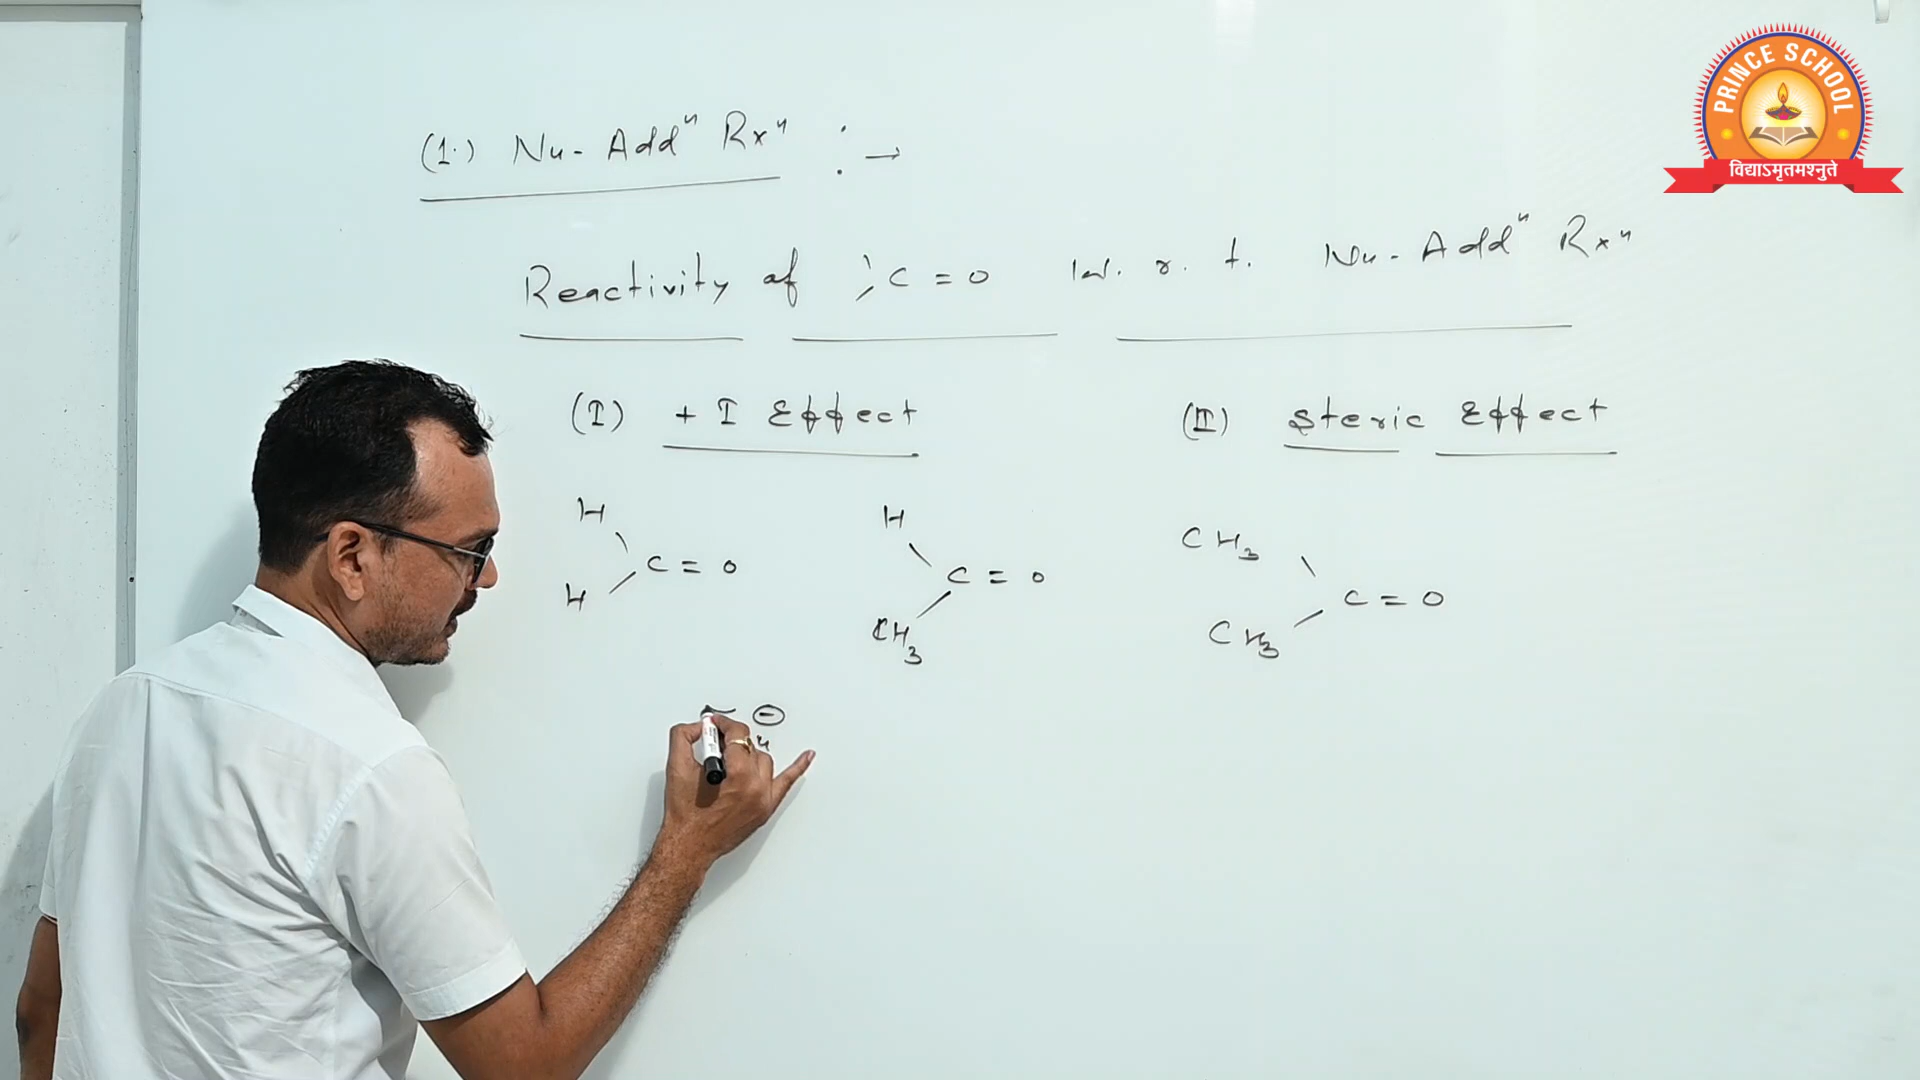 PRINCE SCHOOL
विद्याऽमृतमश्नुते
(1.) Nu- Addⁿ Rxⁿ :→
Reactivity of C = O w. r. t. Nu- Addⁿ Rxⁿ
(I) + I Effect (II) Steric Effect
H H CH3
C = O C = O C = O
H CH3 CH3
⊖